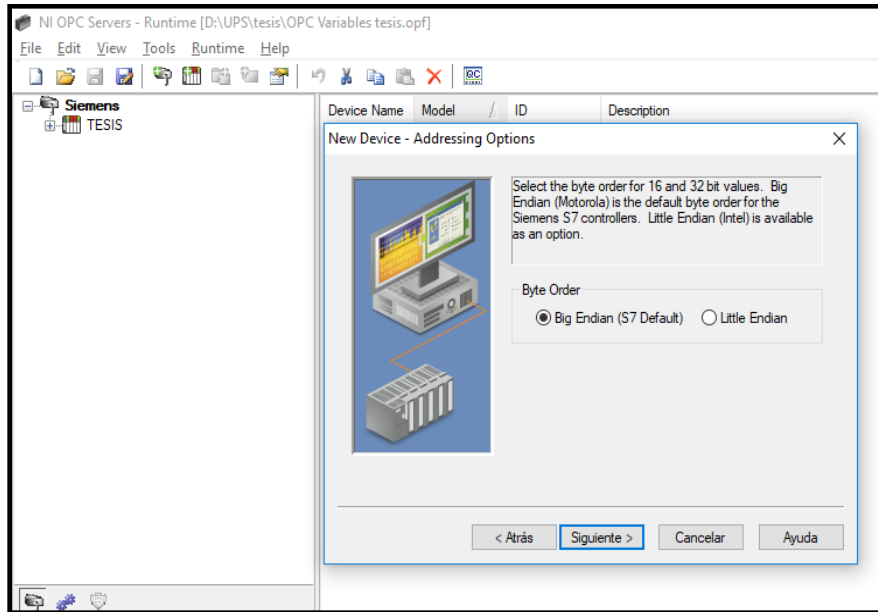 NI OPC Servers - Runtime [D:\UPS\tesis\OPC Variables tesis.opf]
File Edit View Tools Runtime Help
Siemens
TESIS
Device Name Model ID Description
New Device - Addressing Options
Select the byte order for 16 and 32 bit values. Big
Endian (Motorola) is the default byte order for the
Siemens S7 controllers. Little Endian (Intel) is available
as an option.
Byte Order
Big Endian (S7 Default) Little Endian
< Atrás Siguiente > Cancelar Ayuda